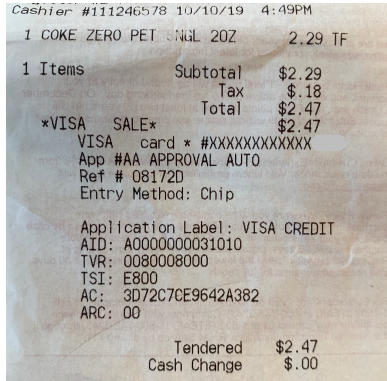 Cashier #111246578 10/10/19 4:49PM
1 COKE ZERO PET SNGL 20Z 2.29 TF
1 Items Subtotal $2.29
Tax $.18
Total $2.47
*VISA SALE* $2.47
VISA card * #XXXXXXXXXXXX
App #AA APPROVAL AUTO
Ref # 08172D
Entry Method: Chip
Application Label: VISA CREDIT
AID: A0000000031010
TVR: 0080008000
TSI: E800
AC: 3D72C7CE9642A382
ARC: 00
Tendered $2.47
Cash Change $.00